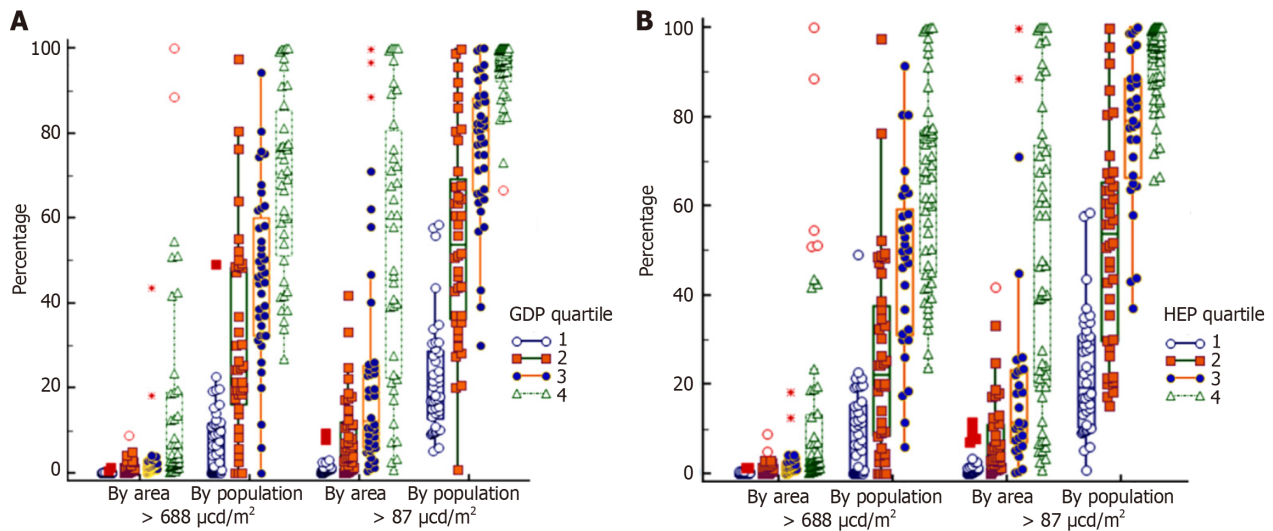 A
Percentage
100
80
60
40
20
0
By area
By population
By area
By population
> 688 μcd/m²
> 87 μcd/m²
GDP quartile
1
2
3
4
B
Percentage
100
80
60
40
20
0
By area
By population
By area
By population
> 688 μcd/m²
> 87 μcd/m²
HEP quartile
1
2
3
4